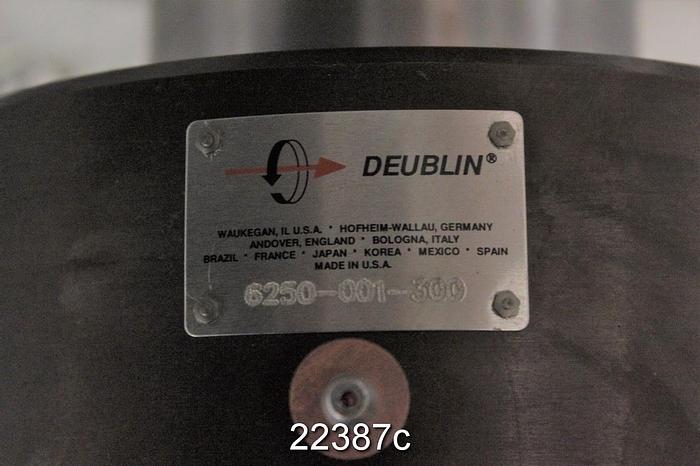 DEUBLIN®
WAUKEGAN, IL U.S.A. * HOFHEIM-WALLAU, GERMANY
ANDOVER, ENGLAND * BOLOGNA, ITALY
BRAZIL * FRANCE * JAPAN * KOREA * MEXICO * SPAIN
MADE IN U.S.A.
6250-001-300
22387c